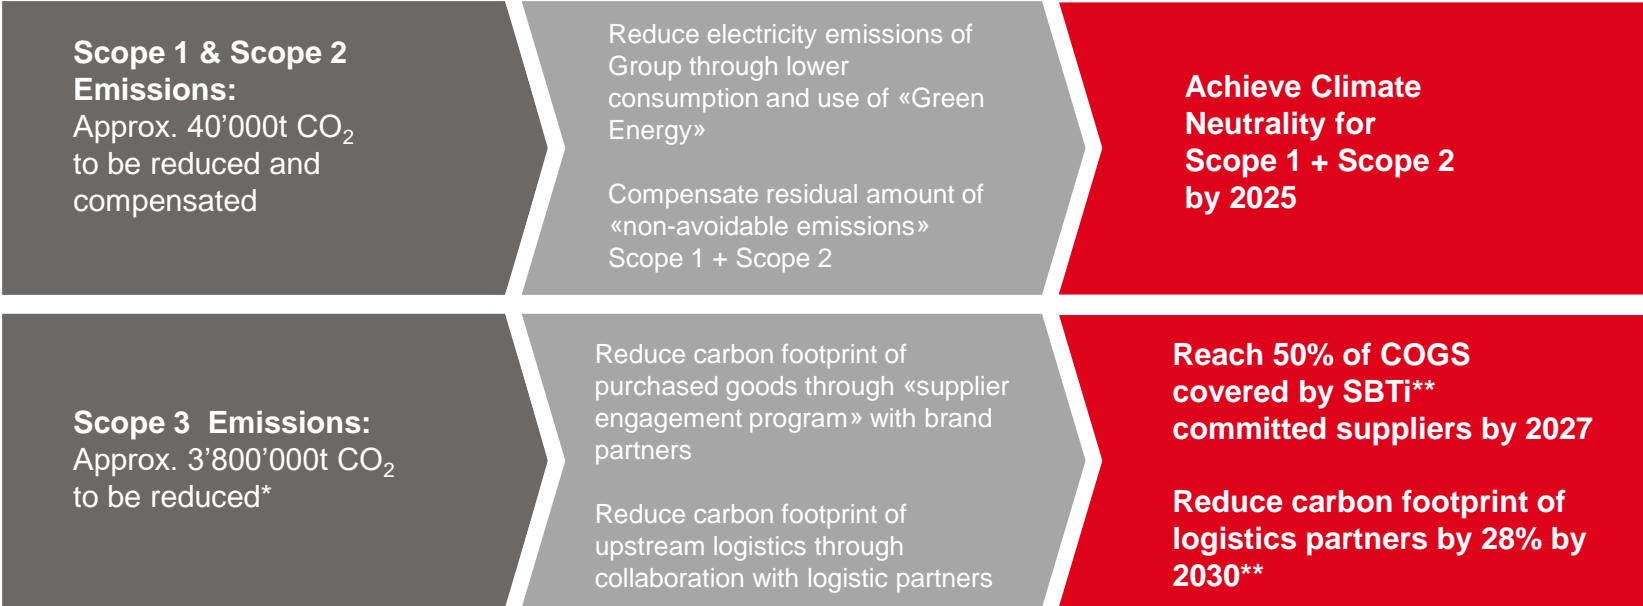 Scope 1 & Scope 2
Emissions:
Approx. 40’000t CO₂
to be reduced and
compensated
Reduce electricity emissions of
Group through lower
consumption and use of «Green
Energy»
Compensate residual amount of
«non-avoidable emissions»
Scope 1 + Scope 2
Achieve Climate
Neutrality for
Scope 1 + Scope 2
by 2025
Scope 3 Emissions:
Approx. 3’800’000t CO₂
to be reduced*
Reduce carbon footprint of
purchased goods through «supplier
engagement program» with brand
partners
Reduce carbon footprint of
upstream logistics through
collaboration with logistic partners
Reach 50% of COGS
covered by SBTi**
committed suppliers by 2027
Reduce carbon footprint of
logistics partners by 28% by
2030**